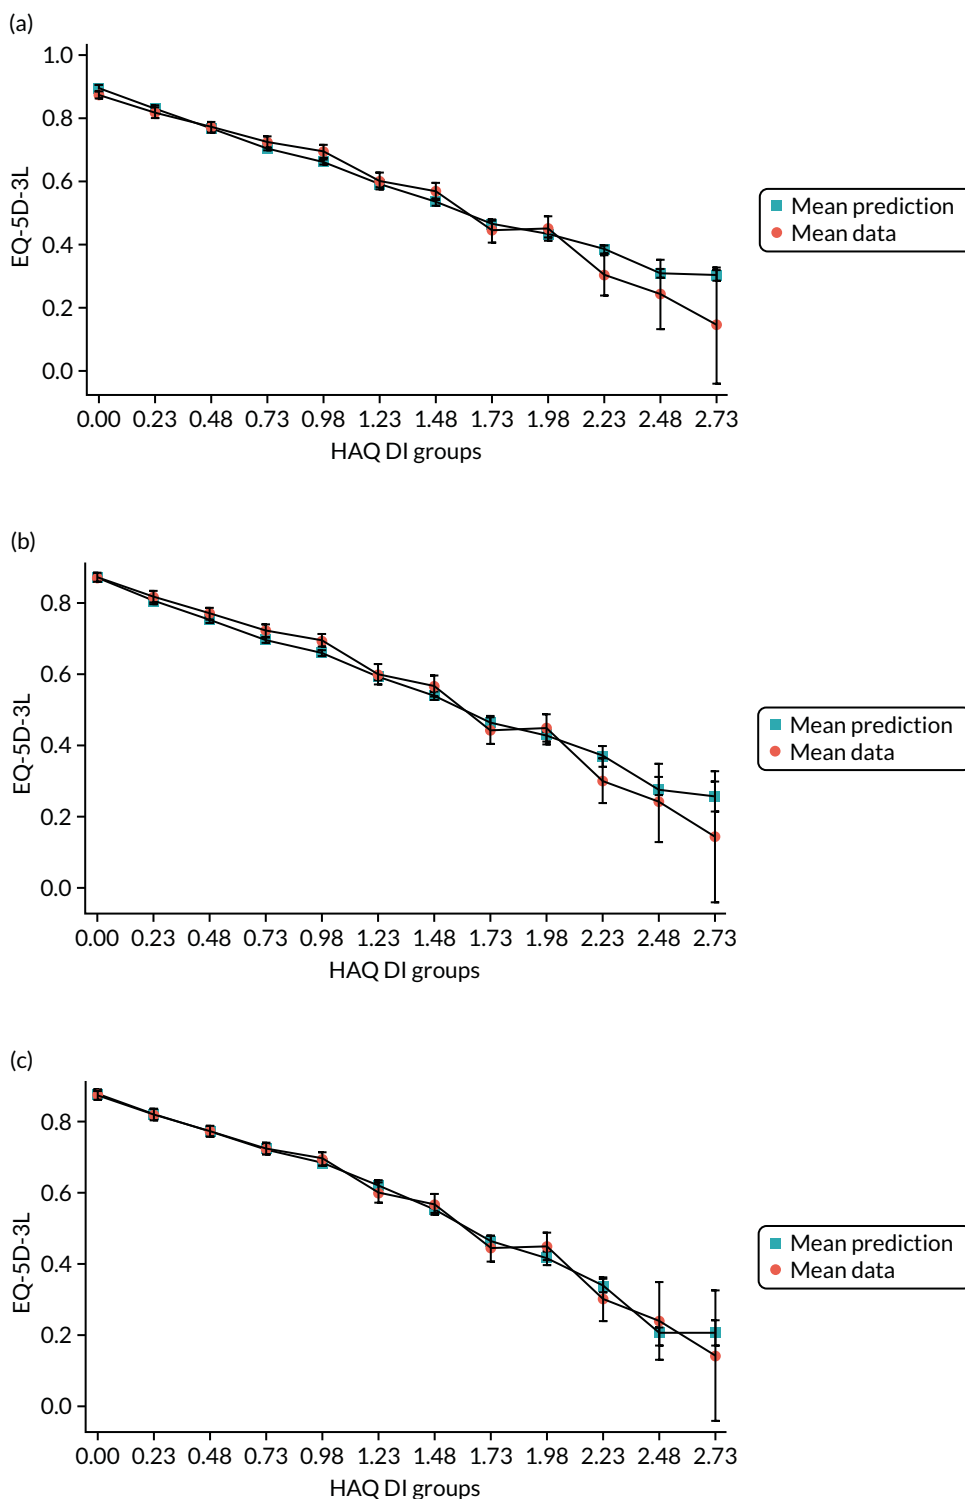 (a)
1.0
0.8
0.6
0.4
0.2
0.0
EQ-5D-3L
0.00 0.23 0.48 0.73 0.98 1.23 1.48 1.73 1.98 2.23 2.48 2.73
HAQ DI groups
Mean prediction
Mean data
(b)
0.8
0.6
0.4
0.2
0.0
EQ-5D-3L
0.00 0.23 0.48 0.73 0.98 1.23 1.48 1.73 1.98 2.23 2.48 2.73
HAQ DI groups
Mean prediction
Mean data
(c)
0.8
0.6
0.4
0.2
0.0
EQ-5D-3L
0.00 0.23 0.48 0.73 0.98 1.23 1.48 1.73 1.98 2.23 2.48 2.73
HAQ DI groups
Mean prediction
Mean data